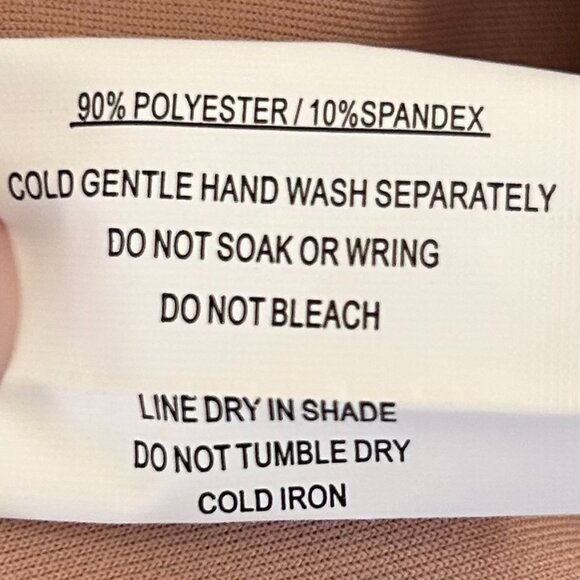 90% POLYESTER / 10%SPANDEX
COLD GENTLE HAND WASH SEPARATELY
DO NOT SOAK OR WRING
DO NOT BLEACH
LINE DRY IN SHADE
DO NOT TUMBLE DRY
COLD IRON